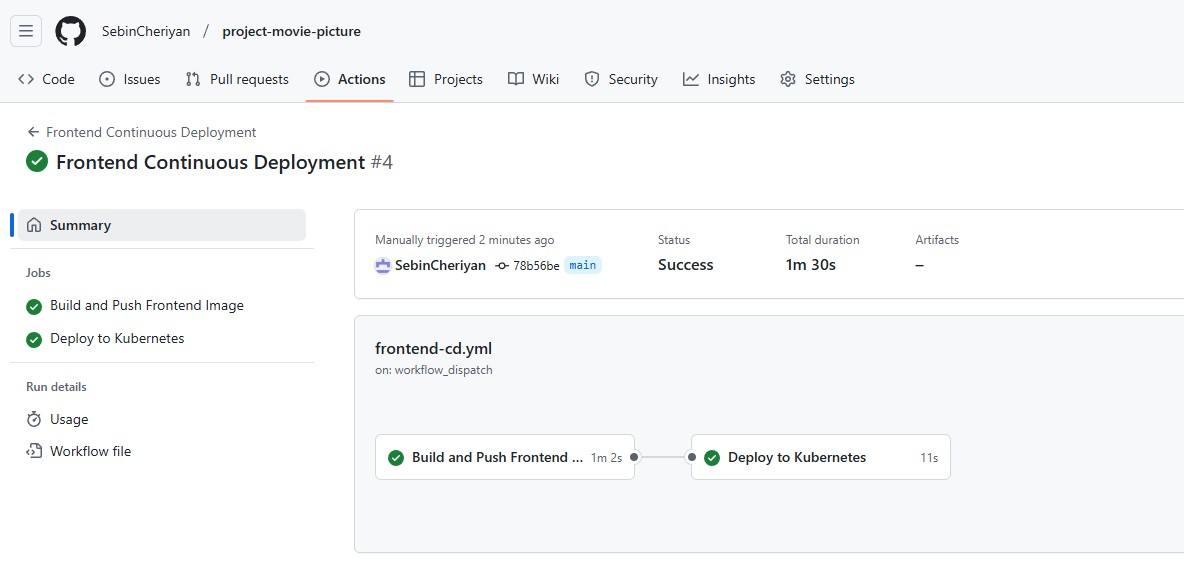 SebinCheriyan / project-movie-picture
Code Issues Pull requests Actions Projects Wiki Security Insights Settings
Frontend Continuous Deployment
Frontend Continuous Deployment #4
Summary
Jobs
Build and Push Frontend Image
Deploy to Kubernetes
Run details
Usage
Workflow file
Manually triggered 2 minutes ago
SebinCheriyan 78b56be main
Status
Success
Total duration
1m 30s
Artifacts
–
frontend-cd.yml
on: workflow_dispatch
Build and Push Frontend ... 1m 2s
Deploy to Kubernetes 11s